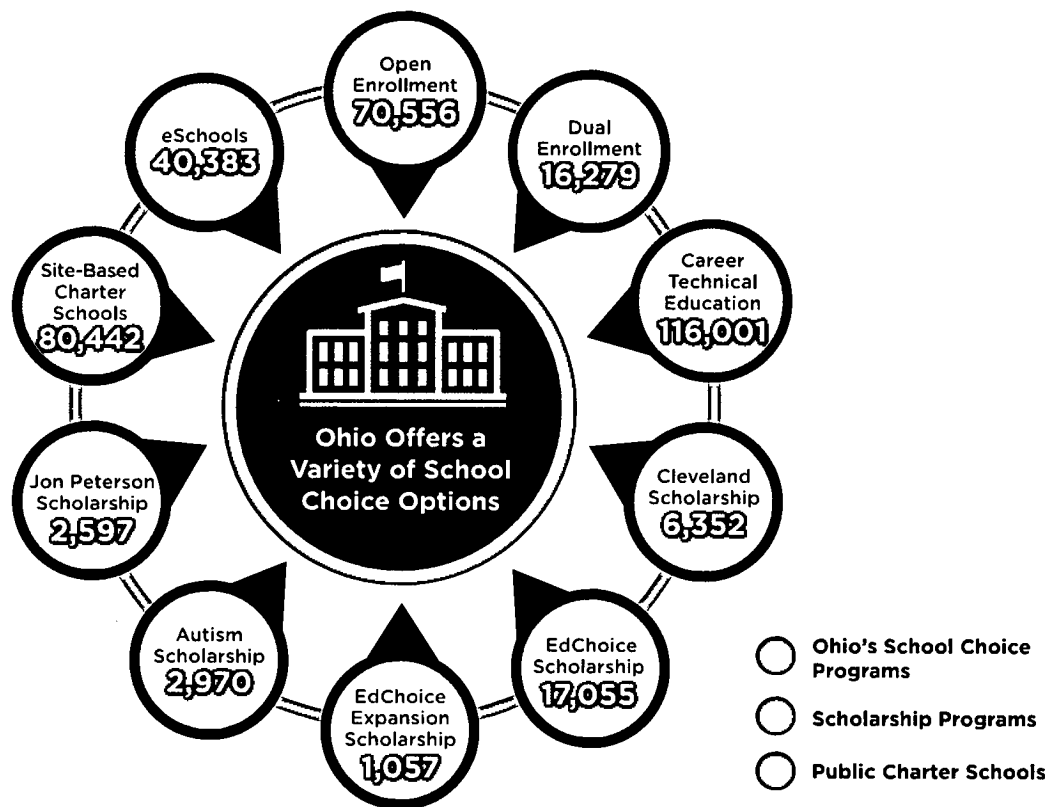 Open
Enrollment
70,556
Dual
Enrollment
16,279
Career
Technical
Education
116,001
Cleveland
Scholarship
6,352
EdChoice
Scholarship
17,055
EdChoice
Expansion
Scholarship
1,057
Autism
Scholarship
2,970
Jon Peterson
Scholarship
2,597
Site-Based
Charter
Schools
80,442
eSchools
40,383
Ohio Offers a
Variety of School
Choice Options
Ohio's School Choice
Programs
Scholarship Programs
Public Charter Schools